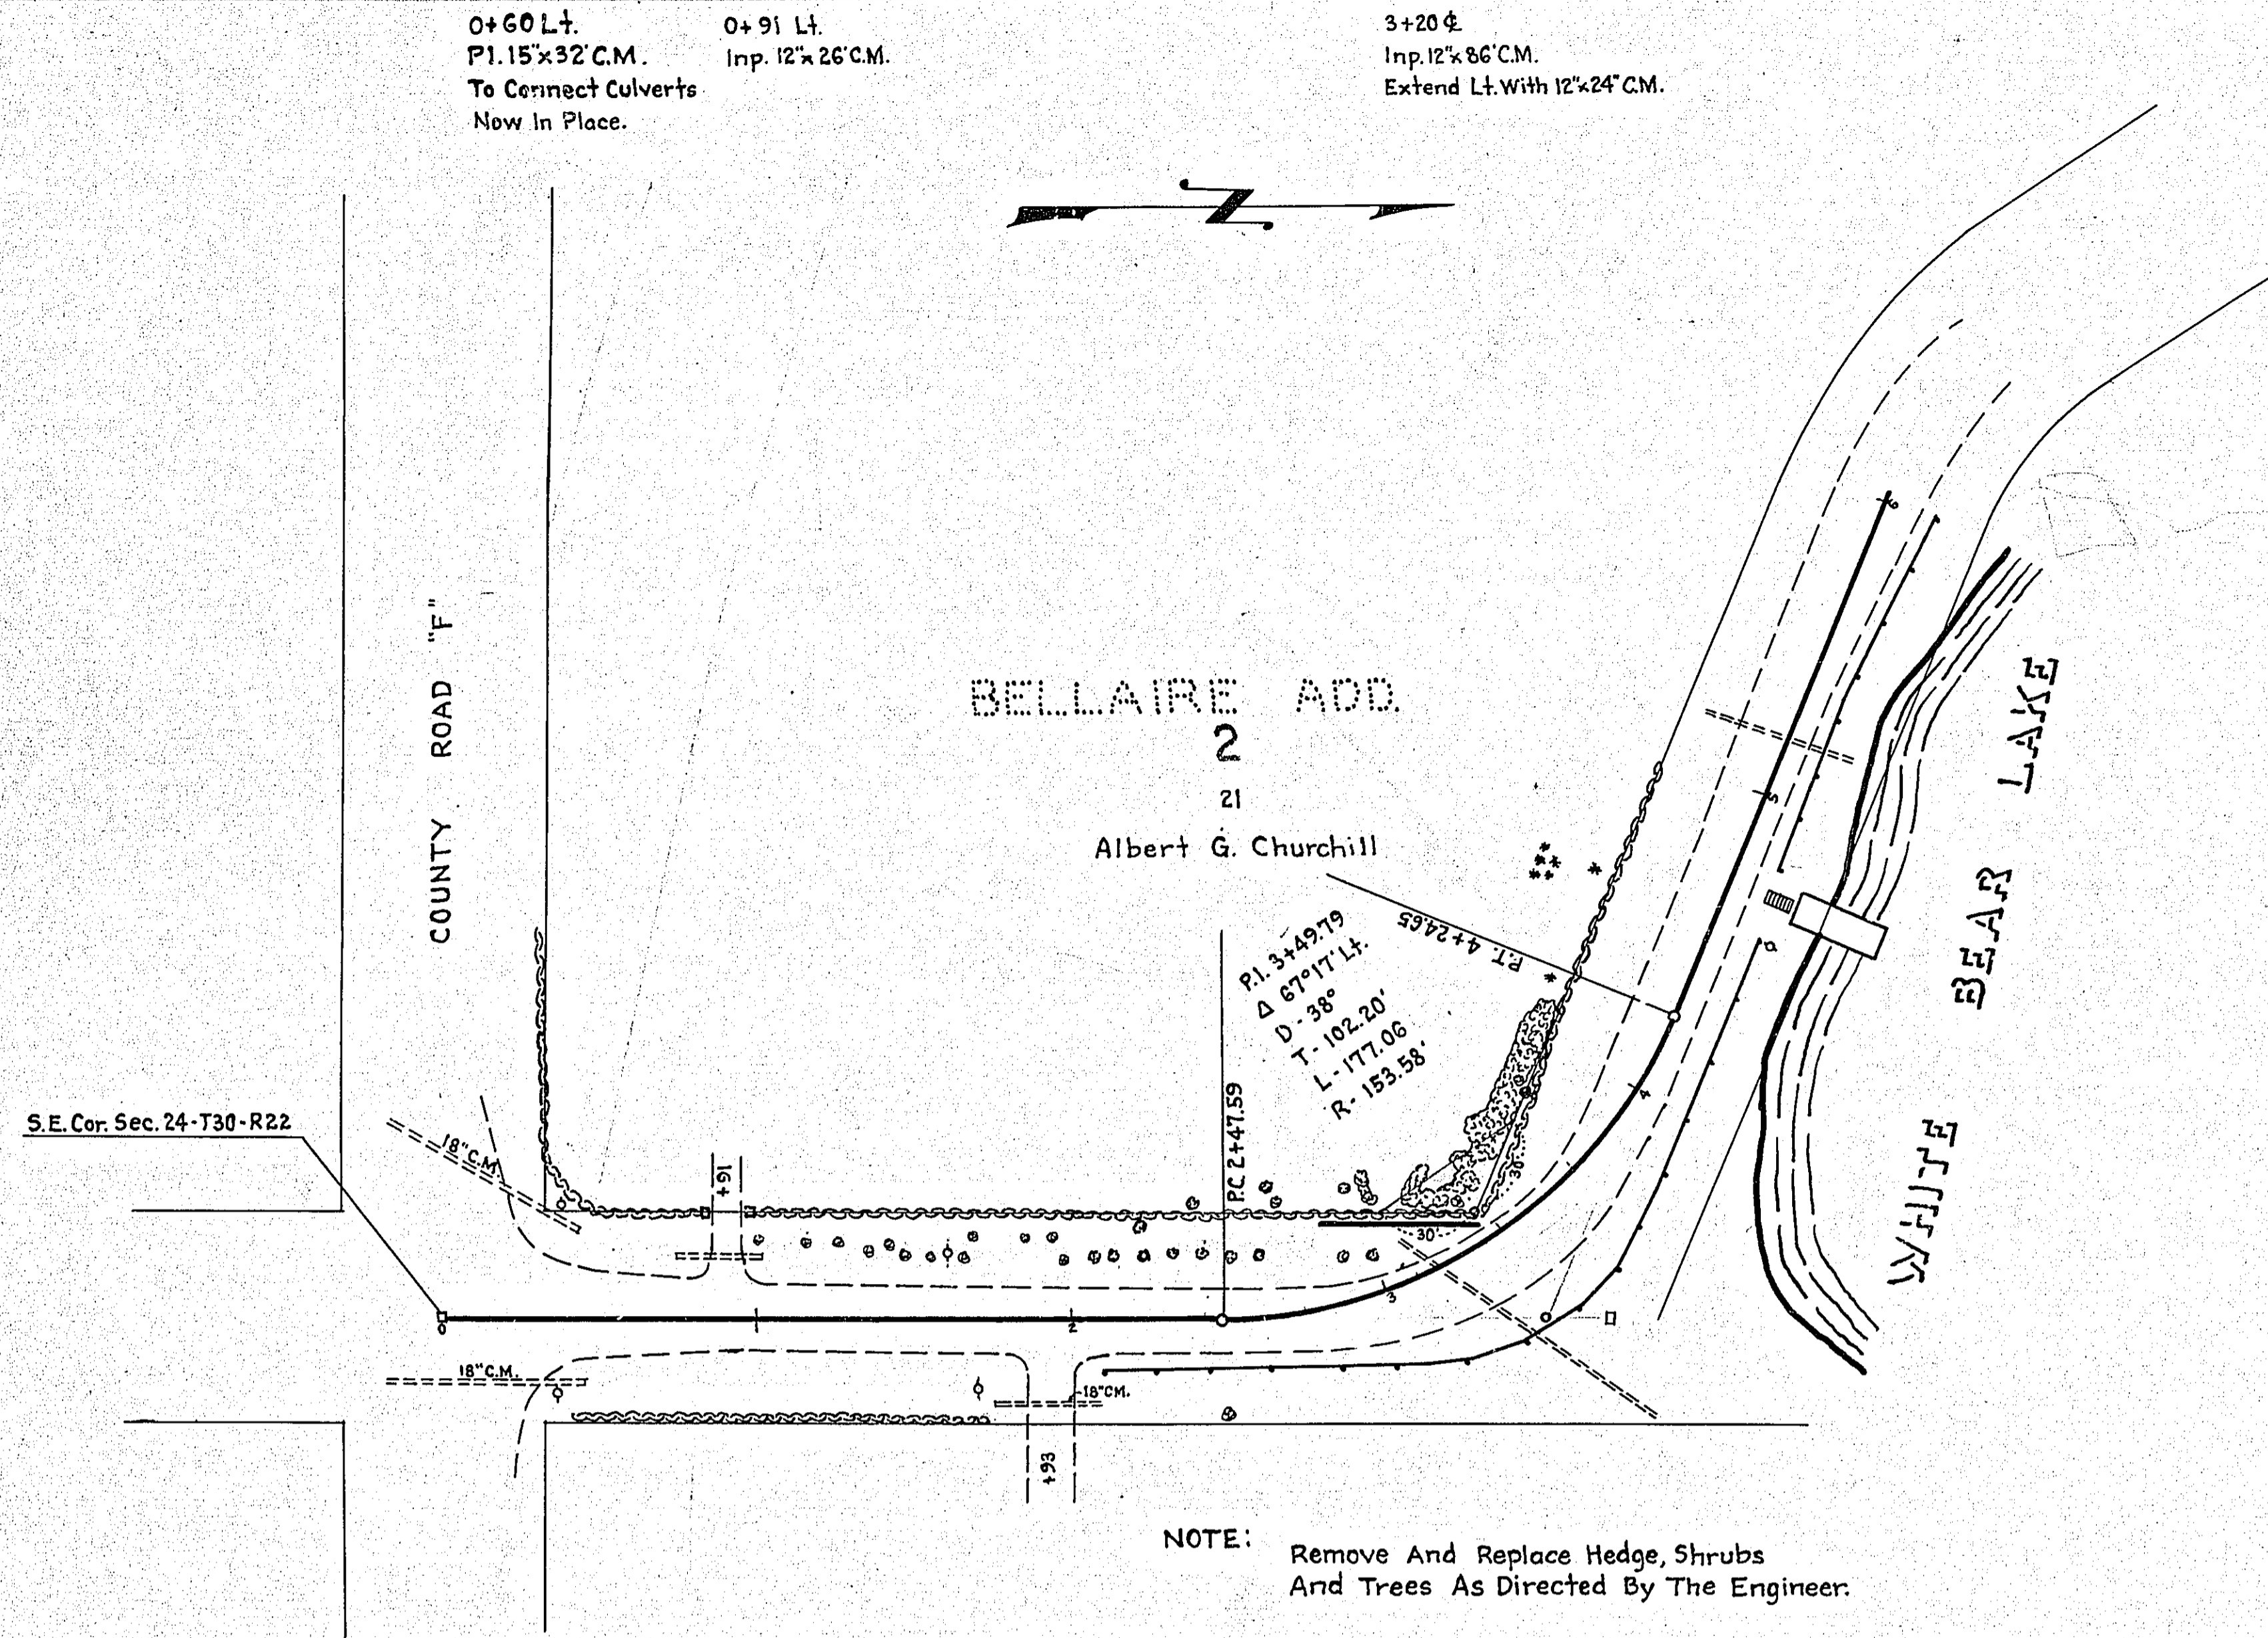 0+60 Lt.
Pl. 15"x32' C.M.
To Connect Culverts
Now In Place.
0+91 Lt.
Inp. 12"x 26' C.M.
3+20 ℄
Inp. 12"x 86' C.M.
Extend Lt. With 12"x24" C.M.
Z
COUNTY ROAD "F"
BELLAIRE ADD.
2
21
Albert G. Churchill
P.I. 3+49.79
Δ 67°17' Lt.
D - 38°
T - 102.20'
L - 177.06
R - 153.58'
P.T. 4+24.65
P.C. 2+47.59
WHITE BEAR LAKE
S.E. Cor. Sec. 24-T30-R22
18" C.M.
+91
30'
30'
0
1
2
3
4
5
6
18" C.M.
18" C.M.
+93
NOTE:
Remove And Replace Hedge, Shrubs
And Trees As Directed By The Engineer.